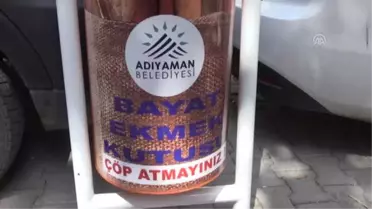 ADIYAMAN
BELEDİYESİ
BAYAT
EKMEK
KUTUSU
ÇÖP ATMAYINIZ